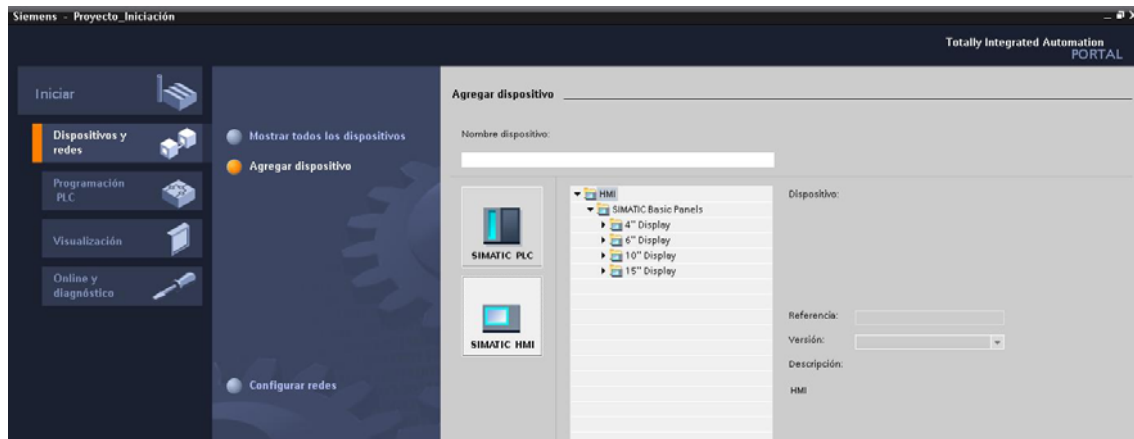 Siemens - Proyecto_Iniciación
Totally Integrated Automation
PORTAL
Iniciar
Dispositivos y
redes
Programación
PLC
Visualización
Online y
diagnóstico
Mostrar todos los dispositivos
Agregar dispositivo
Configurar redes
Agregar dispositivo
Nombre dispositivo:
SIMATIC PLC
SIMATIC HMI
HMI
SIMATIC Basic Panels
4" Display
6" Display
10" Display
15" Display
Dispositivo:
Referencia:
Versión:
Descripción:
HMI